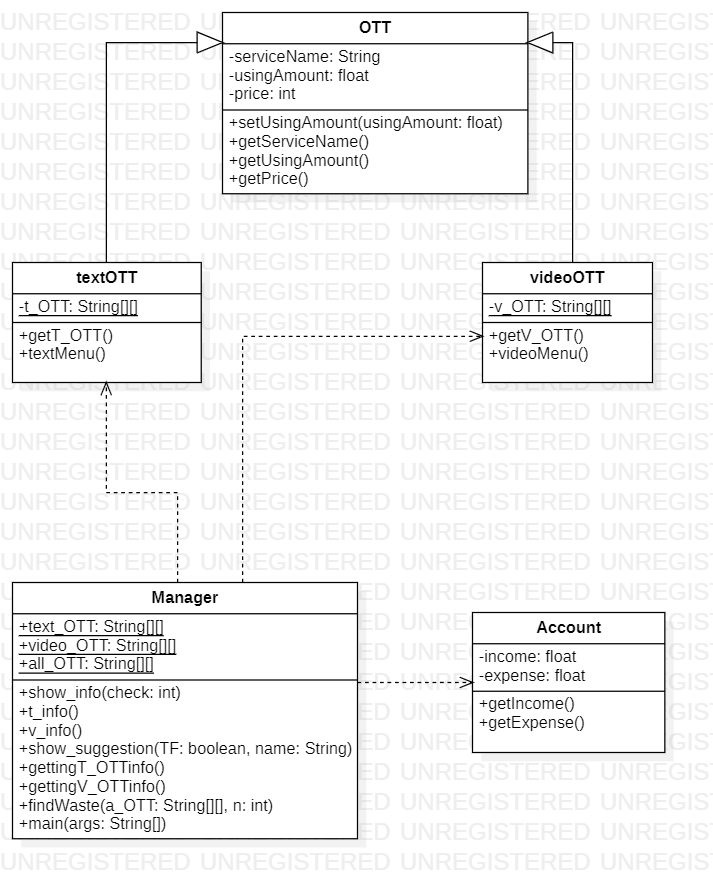 OTT
-serviceName: String
-usingAmount: float
-price: int
+setUsingAmount(usingAmount: float)
+getServiceName()
+getUsingAmount()
+getPrice()
textOTT
-t_OTT: String[][]
+getT_OTT()
+textMenu()
videoOTT
-v_OTT: String[][]
+getV_OTT()
+videoMenu()
Manager
+text_OTT: String[][]
+video_OTT: String[][]
+all_OTT: String[][]
+show_info(check: int)
+t_info()
+v_info()
+show_suggestion(TF: boolean, name: String)
+gettingT_OTTinfo()
+gettingV_OTTinfo()
+findWaste(a_OTT: String[][], n: int)
+main(args: String[])
Account
-income: float
-expense: float
+getIncome()
+getExpense()
UNREGISTERED